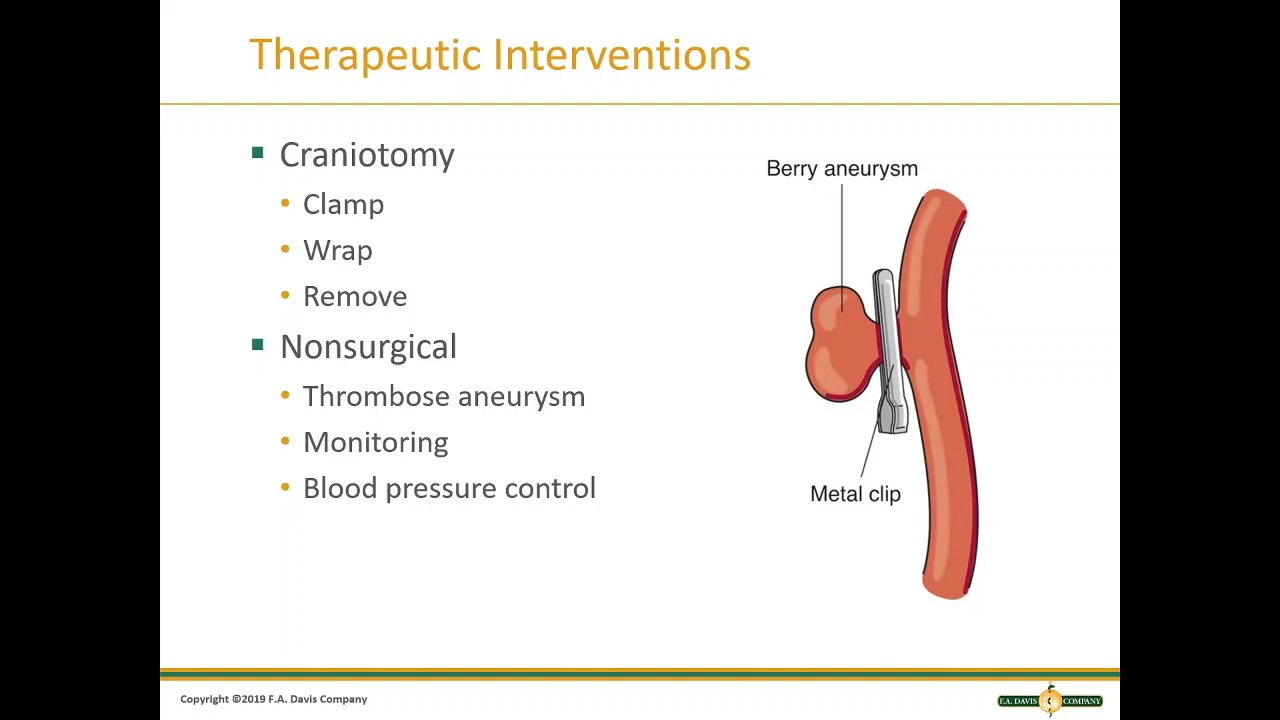 Therapeutic Interventions
Craniotomy
Clamp
Wrap
Remove
Nonsurgical
Thrombose aneurysm
Monitoring
Blood pressure control
Berry aneurysm
Metal clip
Copyright ©2019 F.A. Davis Company
F.A. DAVIS COMPANY